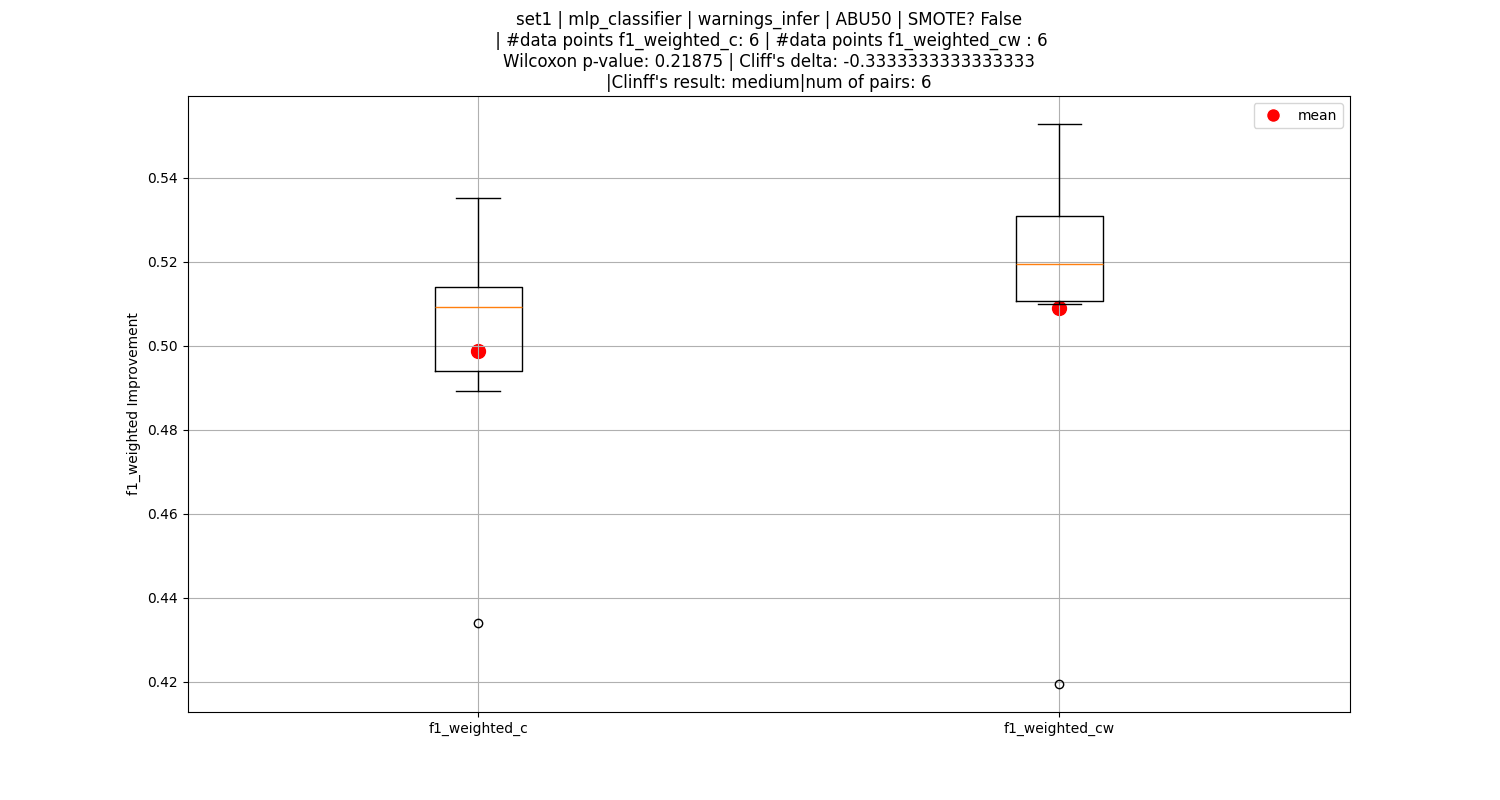 set1 | mlp_classifier | warnings_infer | ABU50 | SMOTE? False
| #data points f1_weighted_c: 6 | #data points f1_weighted_cw : 6
Wilcoxon p-value: 0.21875 | Cliff's delta: -0.3333333333333333
|Clinff's result: medium|num of pairs: 6
mean
0.54
0.52
0.50
0.48
0.46
0.44
0.42
f1_weighted Improvement
f1_weighted_c
f1_weighted_cw